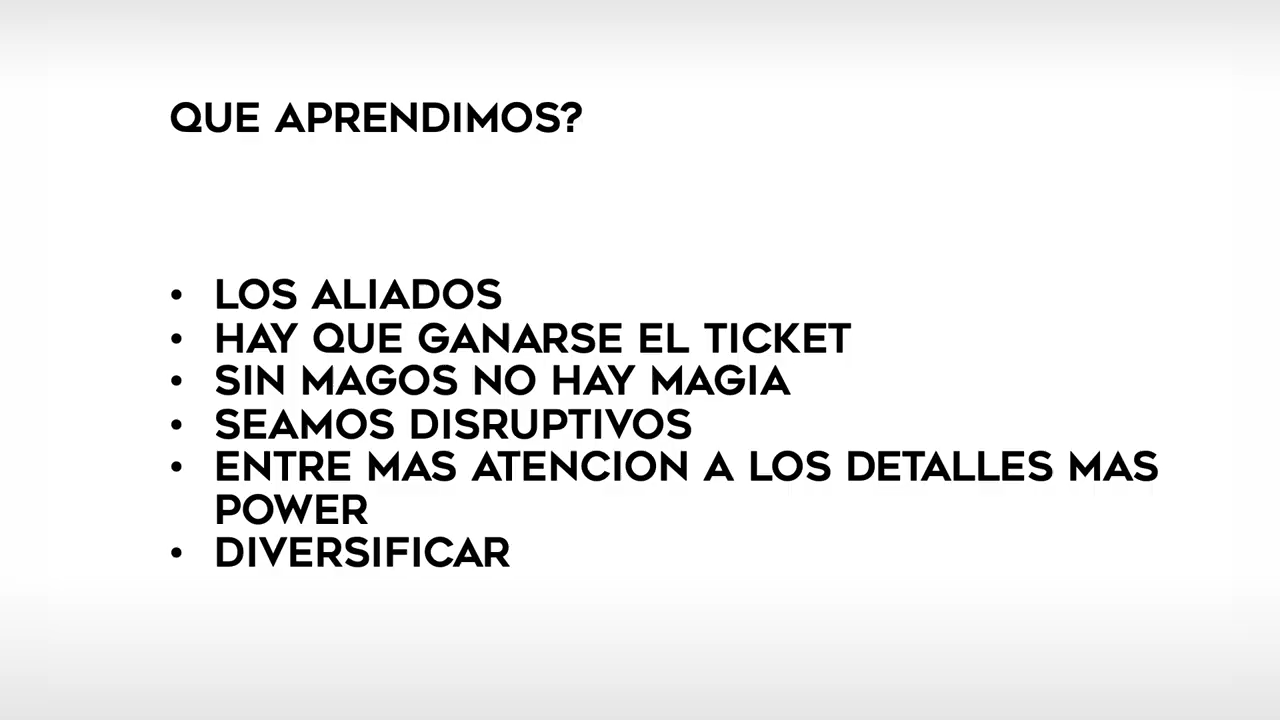 QUE APRENDIMOS?
• LOS ALIADOS
• HAY QUE GANARSE EL TICKET
• SIN MAGOS NO HAY MAGIA
• SEAMOS DISRUPTIVOS
• ENTRE MAS ATENCION A LOS DETALLES MAS
POWER
• DIVERSIFICAR